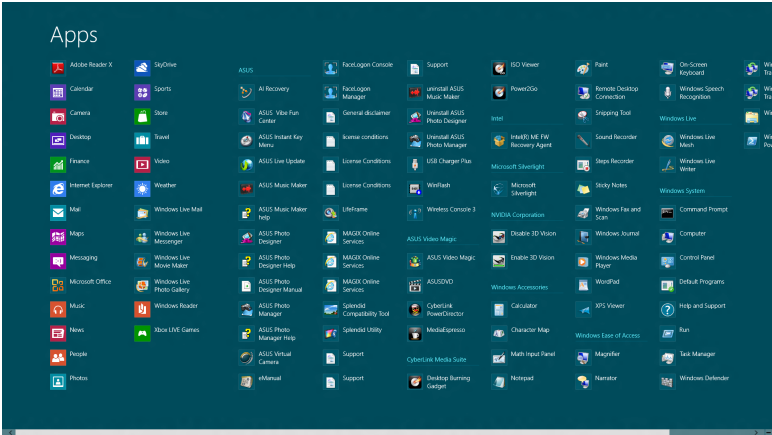 Apps
Adobe Reader X
Calendar
Camera
Desktop
Finance
Internet Explorer
Mail
Maps
Messaging
Microsoft Office
Music
News
People
Photos
SkyDrive
Sports
Store
Travel
Video
Weather
Windows Live Mail
Windows Live
Messenger
Windows Live
Movie Maker
Windows Live
Photo Gallery
Windows Reader
Xbox LIVE Games
ASUS
AI Recovery
ASUS Vibe Fun
Center
ASUS Instant Key
Menu
ASUS Live Update
ASUS Music Maker
ASUS Music Maker
help
ASUS Photo
Designer
ASUS Photo
Designer Help
ASUS Photo
Designer Manual
ASUS Photo
Manager
ASUS Photo
Manager Help
ASUS Virtual
Camera
eManual
FaceLogon Console
FaceLogon
Manager
General disclaimer
license conditions
License Conditions
License Conditions
LifeFrame
MAGIX Online
Services
MAGIX Online
Services
MAGIX Online
Services
Splendid
Compatibility Tool
Splendid Utility
Support
Support
Support
uninstall ASUS
Music Maker
Uninstall ASUS
Photo Designer
Uninstall ASUS
Photo Manager
USB Charger Plus
WinFlash
Wireless Console 3
ASUS Video Magic
ASUS Video Magic
ASUSDVD
CyberLink
PowerDirector
MediaEspresso
CyberLink Media Suite
Desktop Burning
Gadget
ISO Viewer
Power2Go
Intel
Intel(R) ME FW
Recovery Agent
Microsoft Silverlight
Microsoft
Silverlight
NVIDIA Corporation
Disable 3D Vision
Enable 3D Vision
Windows Accessories
Calculator
Character Map
Math Input Panel
Notepad
Paint
Remote Desktop
Connection
Snipping Tool
Sound Recorder
Steps Recorder
Sticky Notes
Windows Fax and
Scan
Windows Journal
Windows Media
Player
WordPad
XPS Viewer
Windows Ease of Access
Magnifier
Narrator
On-Screen
Keyboard
Windows Speech
Recognition
Windows Live
Windows Live
Mesh
Windows Live
Writer
Windows System
Command Prompt
Computer
Control Panel
Default Programs
Help and Support
Run
Task Manager
Windows Defender